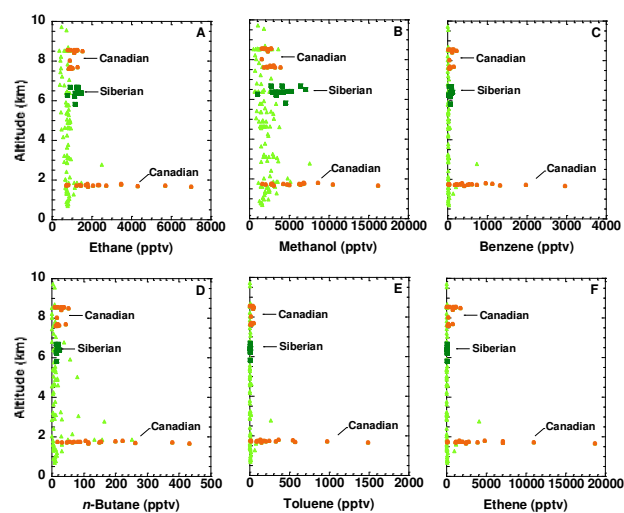 10
8
6
4
2
0
Altitude (km)
A
Canadian
Siberian
Canadian
0 2000 4000 6000 8000
Ethane (pptv)
B
Canadian
Siberian
Canadian
0 5000 10000 15000 20000
Methanol (pptv)
C
Canadian
Siberian
Canadian
0 1000 2000 3000 4000
Benzene (pptv)
10
8
6
4
2
0
Altitude (km)
D
Canadian
Siberian
Canadian
0 100 200 300 400 500
n-Butane (pptv)
E
Canadian
Siberian
Canadian
0 500 1000 1500 2000
Toluene (pptv)
F
Canadian
Siberian
Canadian
0 5000 10000 15000 20000
Ethene (pptv)